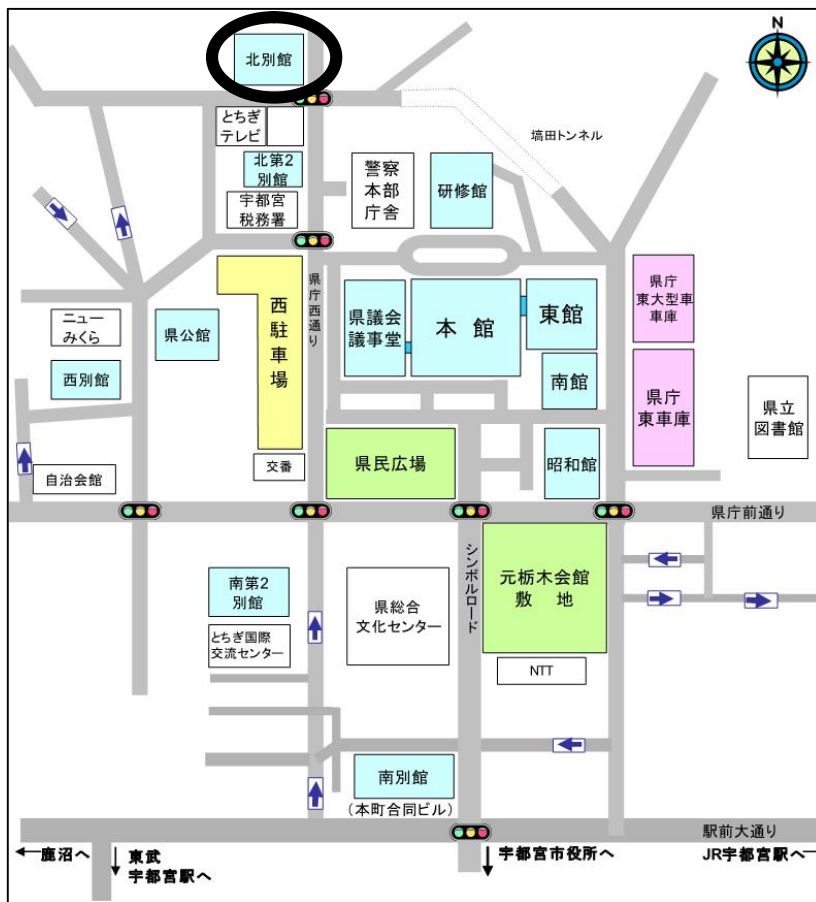 北別館
N
とちぎ
テレビ
塙田トンネル
北第2
別館
警察
本部
庁舎
研修館
宇都宮
税務署
県庁西通り
県庁
東大型車
車庫
西駐車場
県議会
議事堂
本館
東館
ニュー
みくら
県公館
西別館
南館
県庁
東車庫
県立
図書館
県民広場
昭和館
交番
自治会館
県庁前通り
シンボルロード
元栃木会館
敷地
南第2
別館
県総合
文化センター
とちぎ国際
交流センター
NTT
南別館
(本町合同ビル)
駅前大通り
鹿沼へ
東武
宇都宮駅へ
宇都宮市役所へ
JR宇都宮駅へ